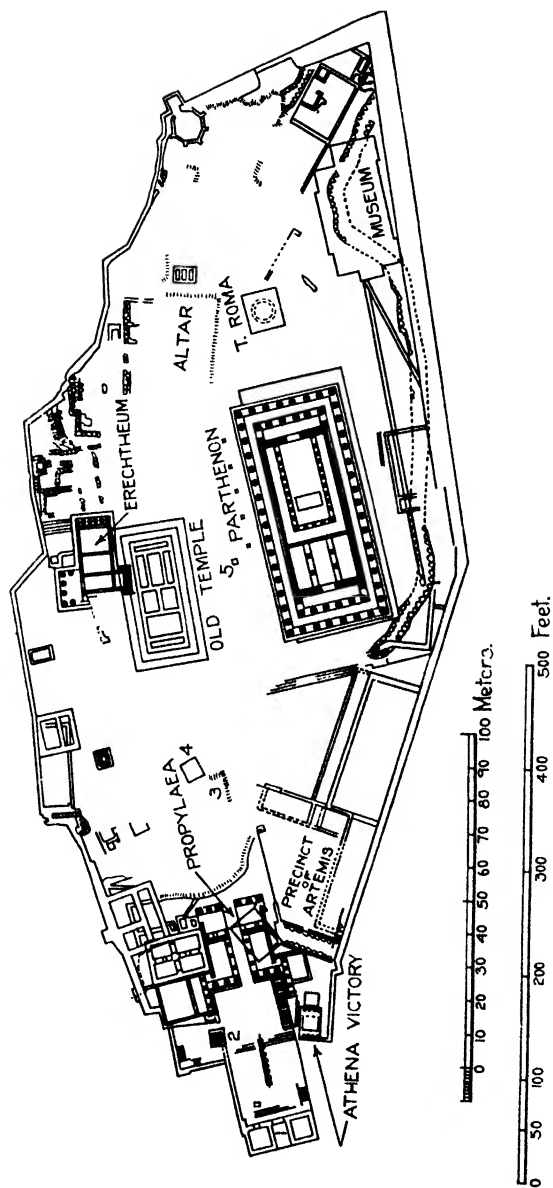 ERECHTHEUM
ALTAR
T. ROMA
MUSEUM
OLD TEMPLE
5
PARTHENON
PROPYLAEA
4
3
2
PRECINCT
OF
ARTEMIS
ATHENA VICTORY
0 10 20 30 40 50 60 70 80 90 100 Meters.
0 50 100 200 300 400 500 Feet.